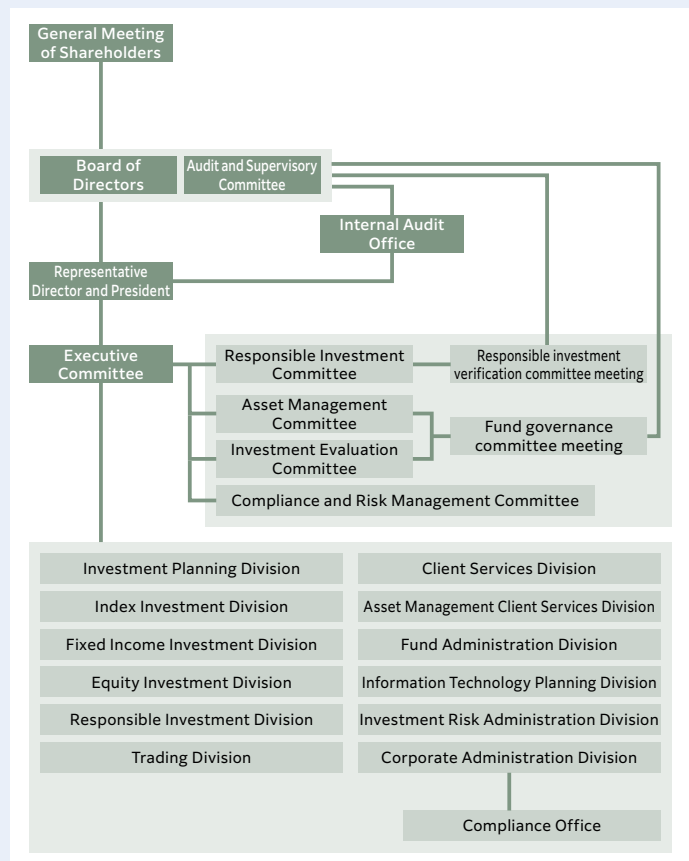 General Meeting
of Shareholders
Board of
Directors
Audit and Supervisory
Committee
Internal Audit
Office
Representative
Director and President
Executive
Committee
Responsible Investment
Committee
Responsible investment
verification committee meeting
Asset Management
Committee
Investment Evaluation
Committee
Fund governance
committee meeting
Compliance and Risk Management Committee
Investment Planning Division
Index Investment Division
Fixed Income Investment Division
Equity Investment Division
Responsible Investment Division
Trading Division
Client Services Division
Asset Management Client Services Division
Fund Administration Division
Information Technology Planning Division
Investment Risk Administration Division
Corporate Administration Division
Compliance Office